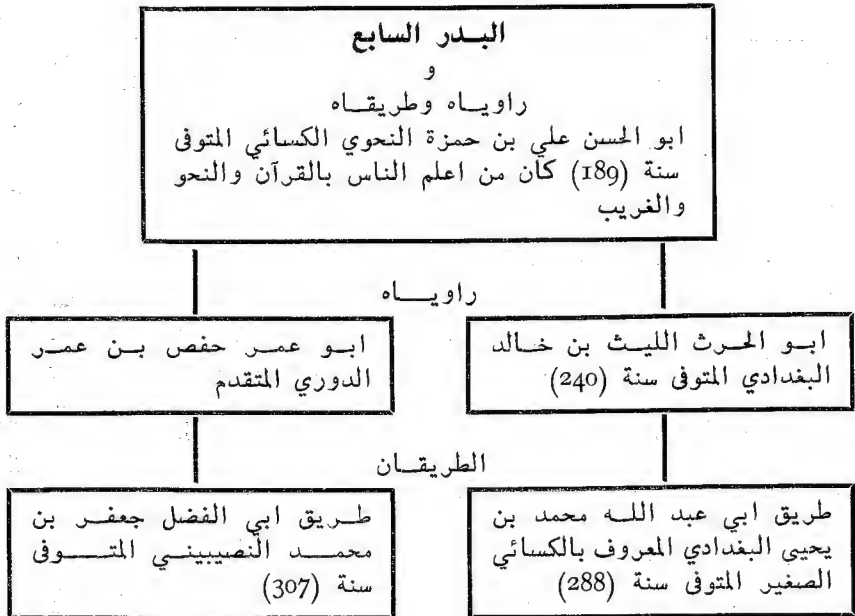 البدر السابع
و
راوياه وطريقاه
ابو الحسن علي بن حمزة النحوي الكسائي المتوفى
سنة (189) كان من اعلم الناس بالقرآن والنحو
والغريب
راوياه
ابو الحرث الليث بن خالد
البغدادي المتوفى سنة (240)
ابو عمر حفص بن عمر
الدوري المتقدم
الطريقان
طريق ابي عبد الله محمد بن
يحيى البغدادي المعروف بالكسائي
الصغير المتوفى سنة (288)
طريق ابي الفضل جعفر بن
محمد النصيبيني المتوفى
سنة (307)